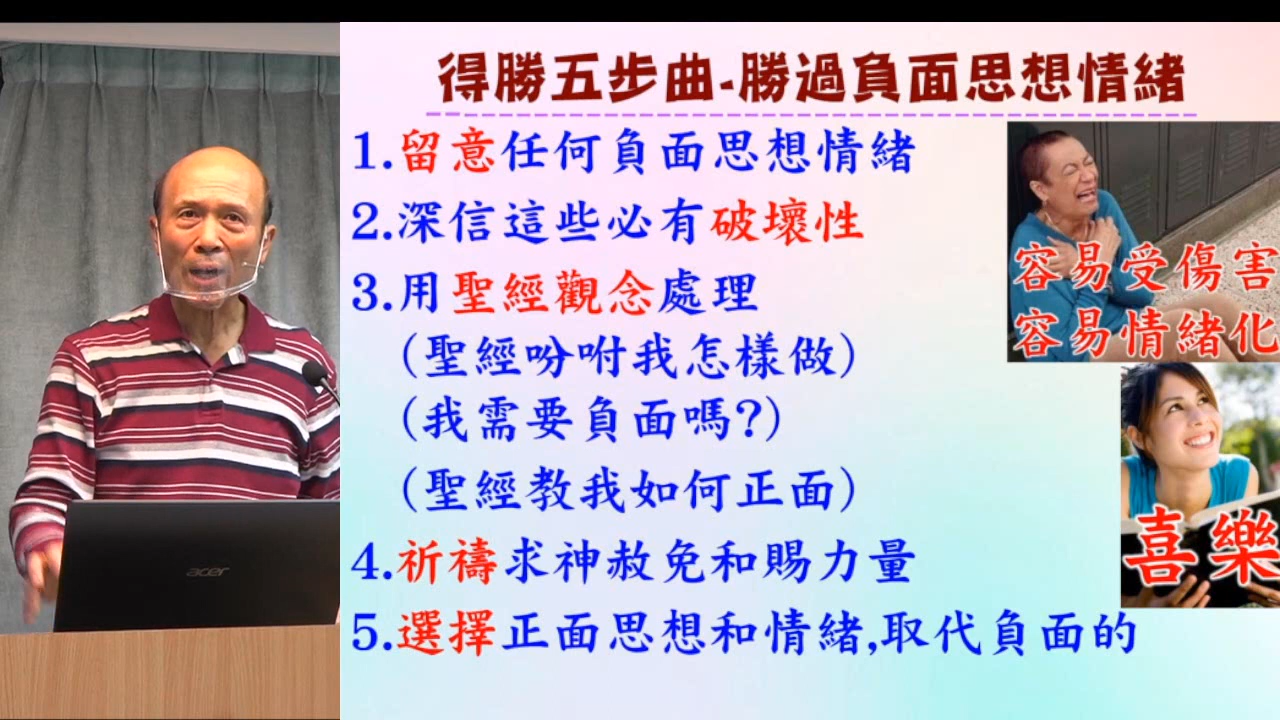 得勝五步曲-勝過負面思想情緒
1.留意任何負面思想情緒
2.深信這些必有破壞性
3.用聖經觀念處理
(聖經吩咐我怎樣做)
(我需要負面嗎?)
(聖經教我如何正面)
4.祈禱求神赦免和賜力量
5.選擇正面思想和情緒,取代負面的
容易受傷害
容易情緒化
喜樂
acer